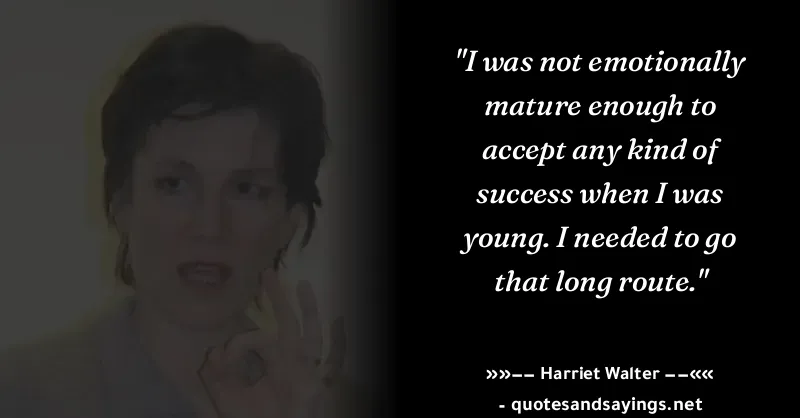 "I was not emotionally
mature enough to
accept any kind of
success when I was
young. I needed to go
that long route."
»»−− Harriet Walter −−««
- quotesandsayings.net